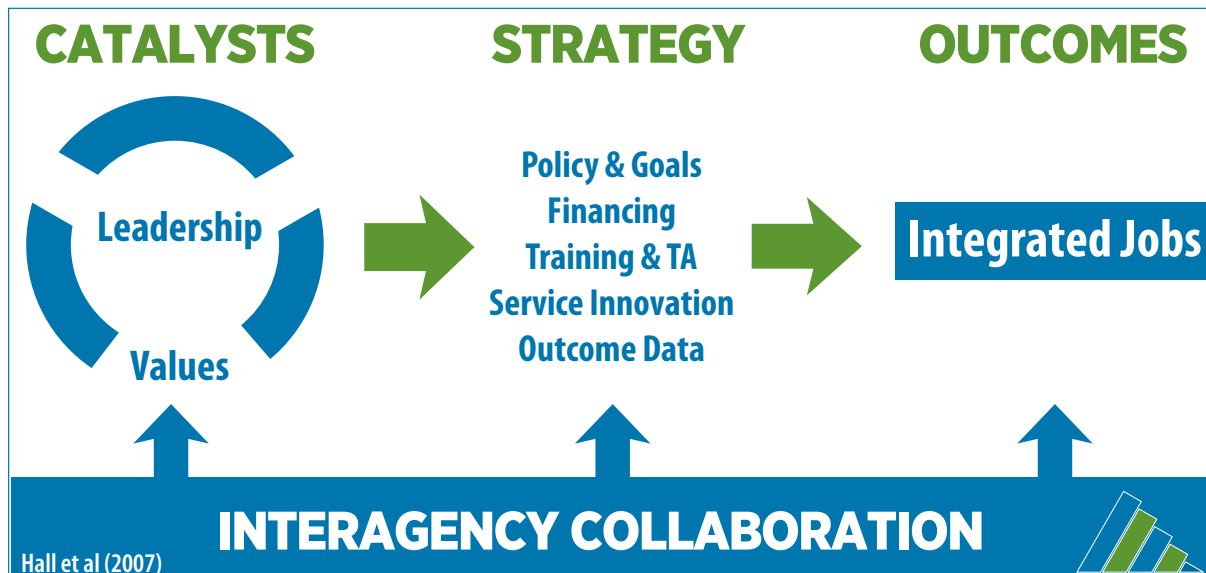 CATALYSTS
STRATEGY
OUTCOMES
Leadership
Values
Policy & Goals
Financing
Training & TA
Service Innovation
Outcome Data
Integrated Jobs
INTERAGENCY COLLABORATION
Hall et al (2007)